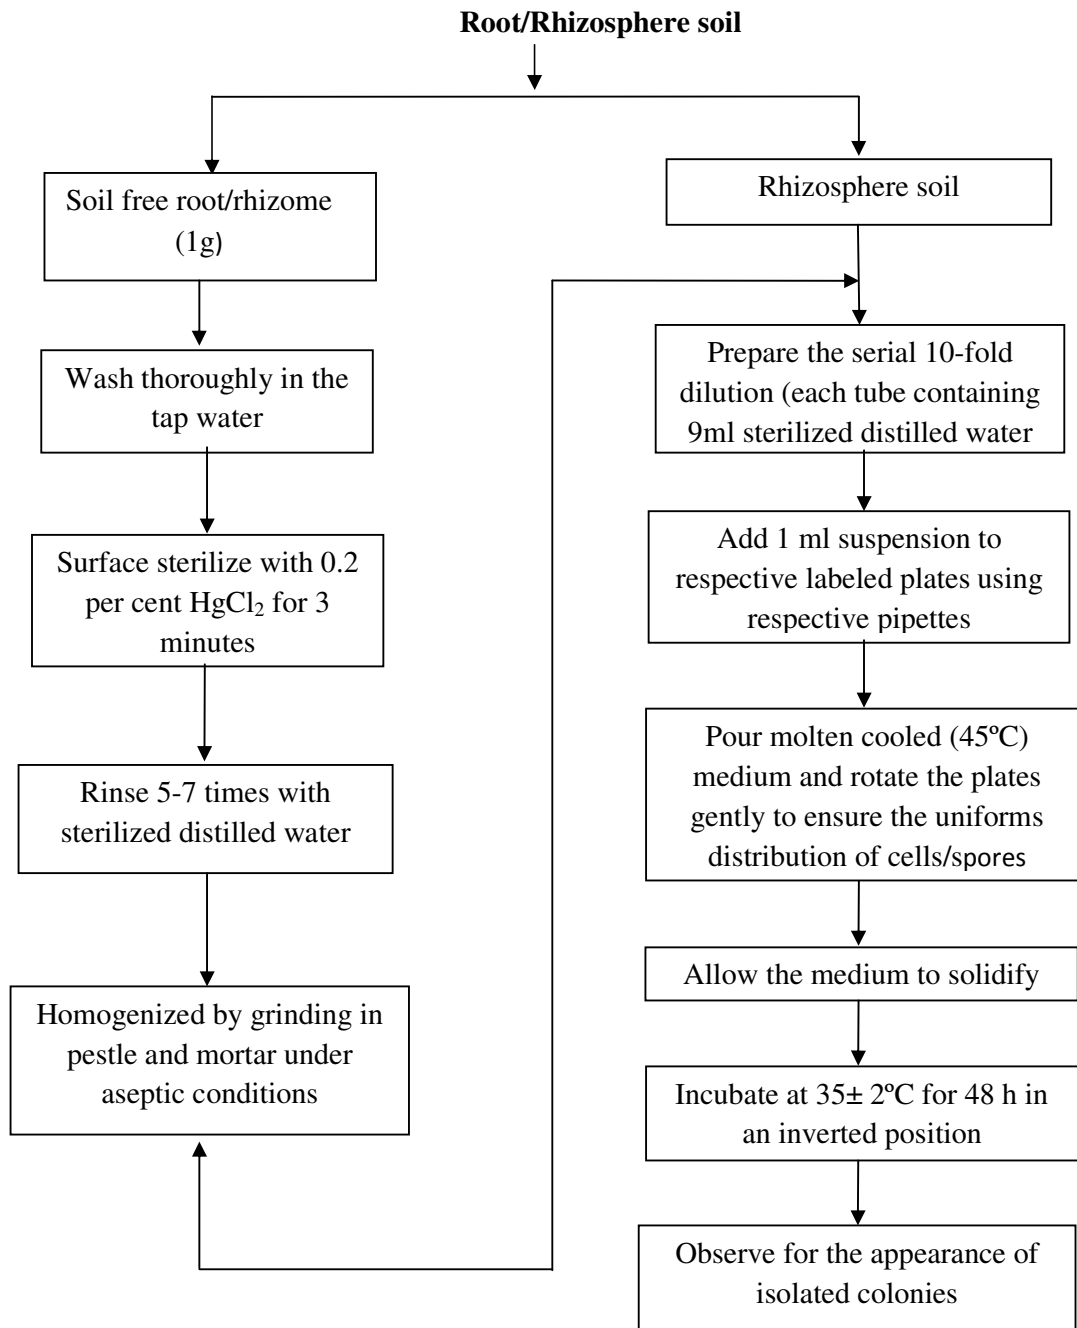 Root/Rhizosphere soil
Soil free root/rhizome
(1g)
Wash thoroughly in the
tap water
Surface sterilize with 0.2
per cent HgCl₂ for 3
minutes
Rinse 5-7 times with
sterilized distilled water
Homogenized by grinding in
pestle and mortar under
aseptic conditions
Rhizosphere soil
Prepare the serial 10-fold
dilution (each tube containing
9ml sterilized distilled water
Add 1 ml suspension to
respective labeled plates using
respective pipettes
Pour molten cooled (45ºC)
medium and rotate the plates
gently to ensure the uniforms
distribution of cells/spores
Allow the medium to solidify
Incubate at 35± 2ºC for 48 h in
an inverted position
Observe for the appearance of
isolated colonies